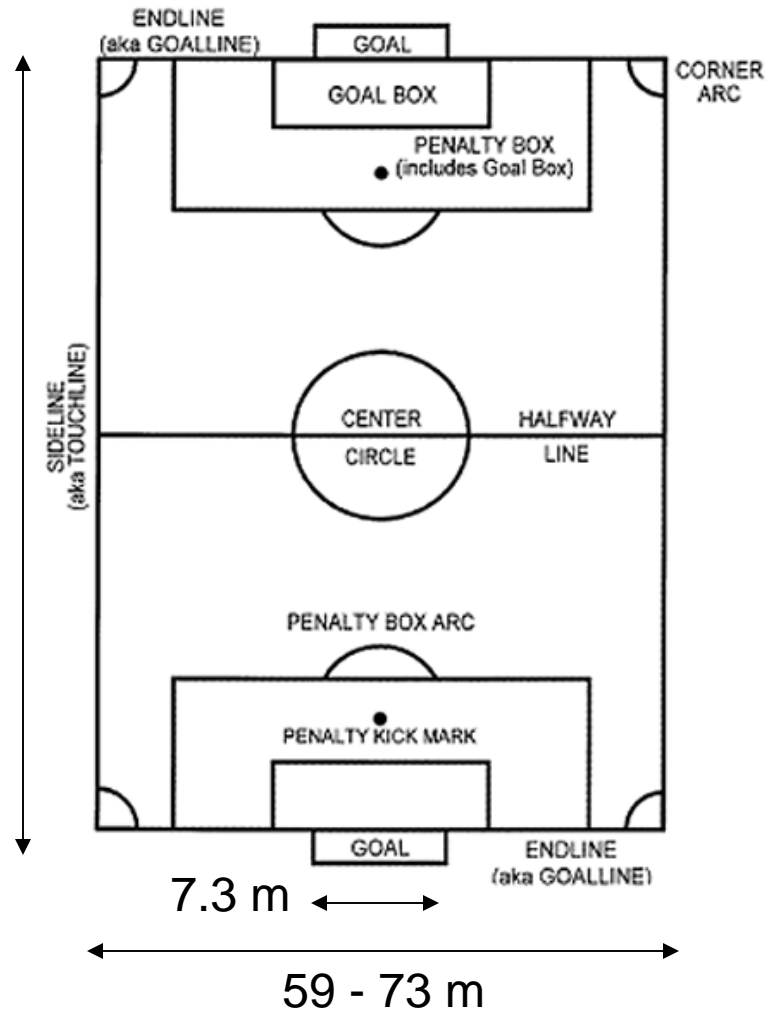 ENDLINE
(aka GOALLINE)
GOAL
CORNER
ARC
GOAL BOX
PENALTY BOX
(includes Goal Box)
SIDELINE
(aka TOUCHLINE)
CENTER
CIRCLE
HALFWAY
LINE
PENALTY BOX ARC
PENALTY KICK MARK
GOAL
ENDLINE
(aka GOALLINE)
7.3 m
59 - 73 m